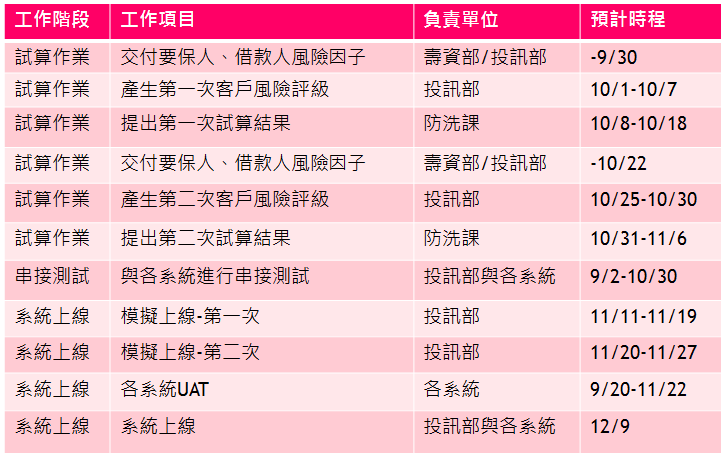 工作階段 工作項目 負責單位 預計時程
試算作業 交付要保人、借款人風險因子 壽資部/投訊部 -9/30
試算作業 產生第一次客戶風險評級 投訊部 10/1-10/7
試算作業 提出第一次試算結果 防洗課 10/8-10/18
試算作業 交付要保人、借款人風險因子 壽資部/投訊部 -10/22
試算作業 產生第二次客戶風險評級 投訊部 10/25-10/30
試算作業 提出第二次試算結果 防洗課 10/31-11/6
串接測試 與各系統進行串接測試 投訊部與各系統 9/2-10/30
系統上線 模擬上線-第一次 投訊部 11/11-11/19
系統上線 模擬上線-第二次 投訊部 11/20-11/27
系統上線 各系統UAT 各系統 9/20-11/22
系統上線 系統上線 投訊部與各系統 12/9